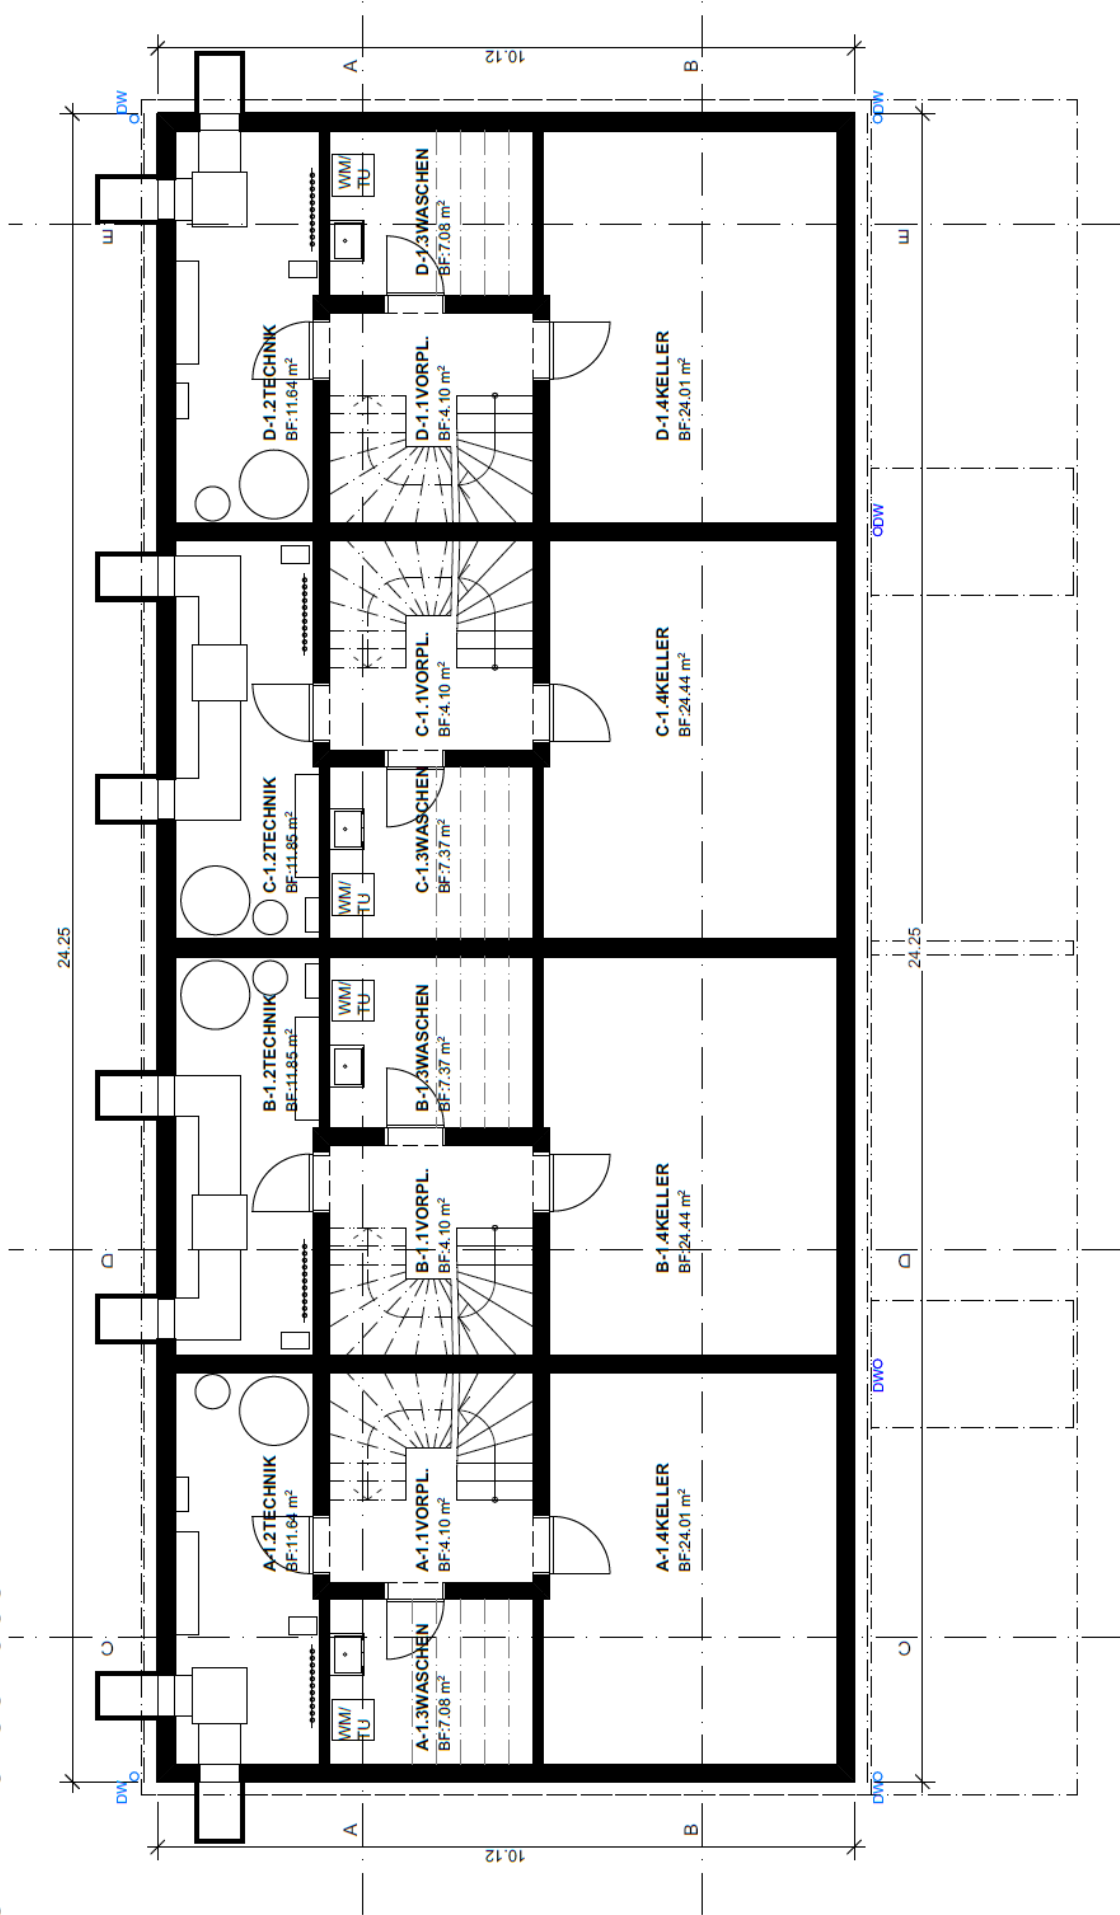 10.12
A
B
DW
O
DW
O
E
E
WM/
TU
D-1.3WASCHEN
BF:7.08 m²
D-1.2TECHNIK
BF:11.64 m²
D-1.1VORPL.
BF:4.10 m²
D-1.4KELLER
BF:24.01 m²
ODW
C-1.1VORPL.
BF:4.10 m²
C-1.4KELLER
BF:24.44 m²
C-1.2TECHNIK
BF:11.85 m²
C-1.3WASCHEN
BF:7.37 m²
WM/
TU
24.25
24.25
WM/
TU
B-1.2TECHNIK
BF:11.85 m²
B-1.3WASCHEN
BF:7.37 m²
B-1.1VORPL.
BF:4.10 m²
B-1.4KELLER
BF:24.44 m²
D
D
DWO
A-1.2TECHNIK
BF:11.64 m²
A-1.1VORPL.
BF:4.10 m²
A-1.4KELLER
BF:24.01 m²
A-1.3WASCHEN
BF:7.08 m²
WM/
TU
C
C
DWO
DWO
A
B
10.12